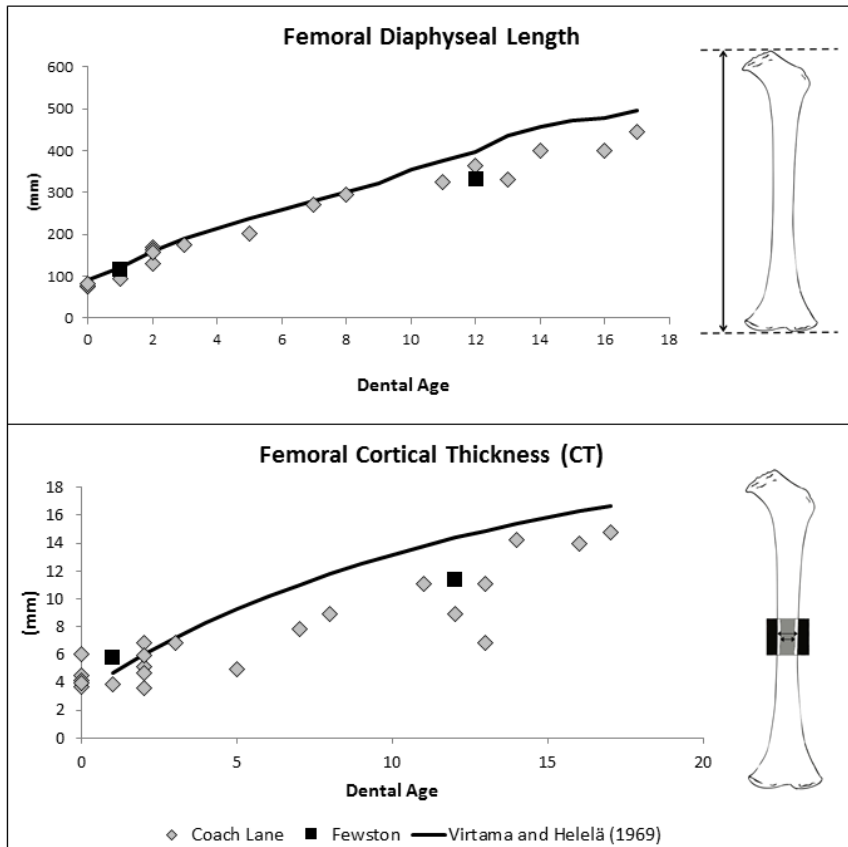 Femoral Diaphyseal Length
600
500
400
300
200
100
0
(mm)
0 2 4 6 8 10 12 14 16 18
Dental Age
Femoral Cortical Thickness (CT)
18
16
14
12
10
8
6
4
2
0
(mm)
0 5 10 15 20
Dental Age
Coach Lane Fewston Virtama and Helelä (1969)